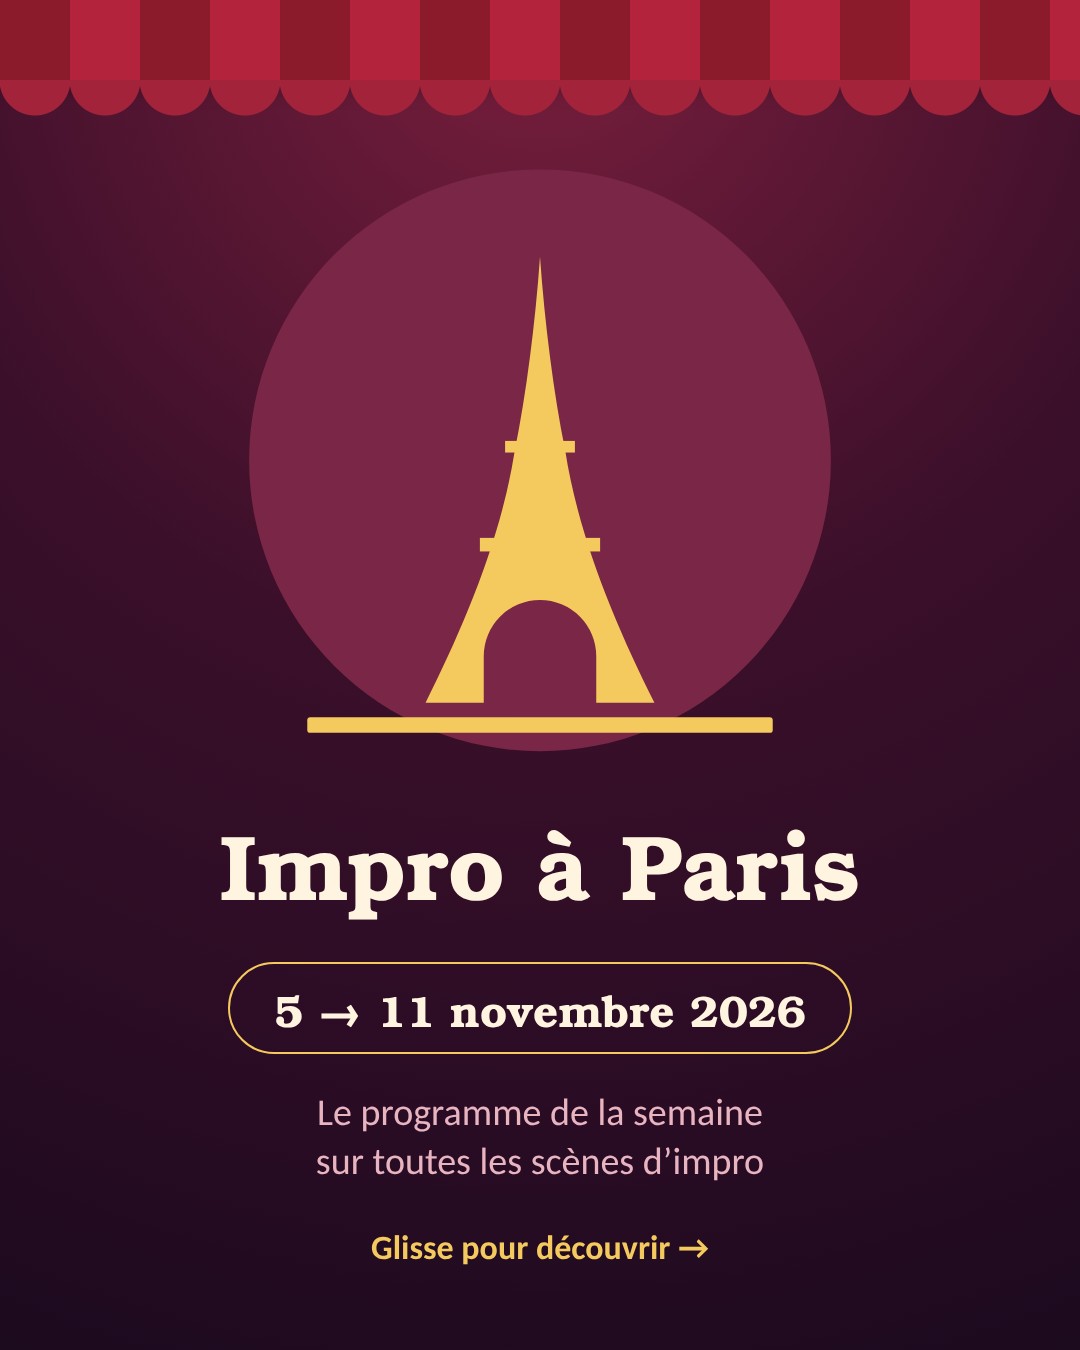 Impro à Paris
5 → 11 novembre 2026
Le programme de la semaine
sur toutes les scènes d’impro
Glisse pour découvrir →